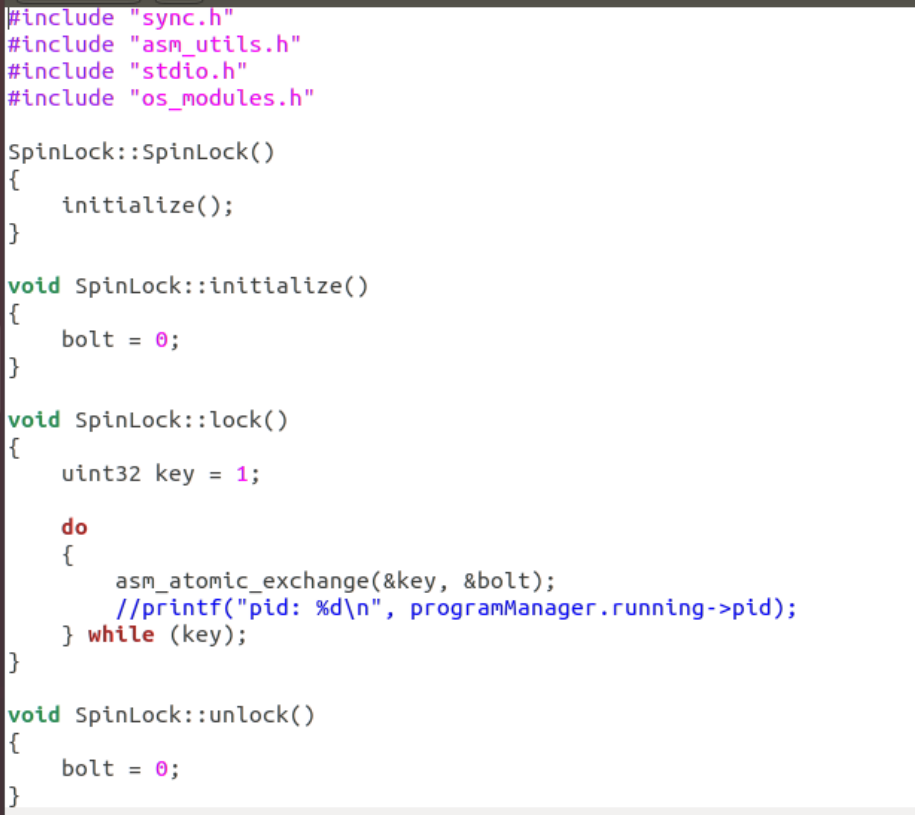 #include "sync.h"
#include "asm_utils.h"
#include "stdio.h"
#include "os_modules.h"

SpinLock::SpinLock()
{
    initialize();
}

void SpinLock::initialize()
{
    bolt = 0;
}

void SpinLock::lock()
{
    uint32 key = 1;

    do
    {
        asm_atomic_exchange(&key, &bolt);
        //printf("pid: %d\n", programManager.running->pid);
    } while (key);
}

void SpinLock::unlock()
{
    bolt = 0;
}